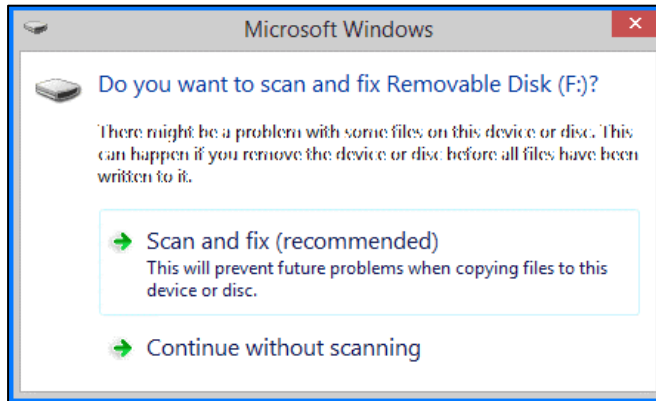 Microsoft Windows
Do you want to scan and fix Removable Disk (F:)?
There might be a problem with some files on this device or disc. This
can happen if you remove the device or disc before all files have been
written to it.
Scan and fix (recommended)
This will prevent future problems when copying files to this
device or disc.
Continue without scanning